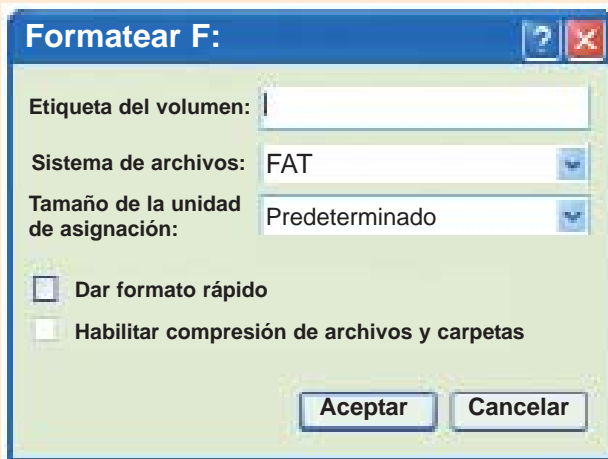 Formatear F:
Etiqueta del volumen:
Sistema de archivos: FAT
Tamaño de la unidad
de asignación: Predeterminado
Dar formato rápido
Habilitar compresión de archivos y carpetas
Aceptar Cancelar